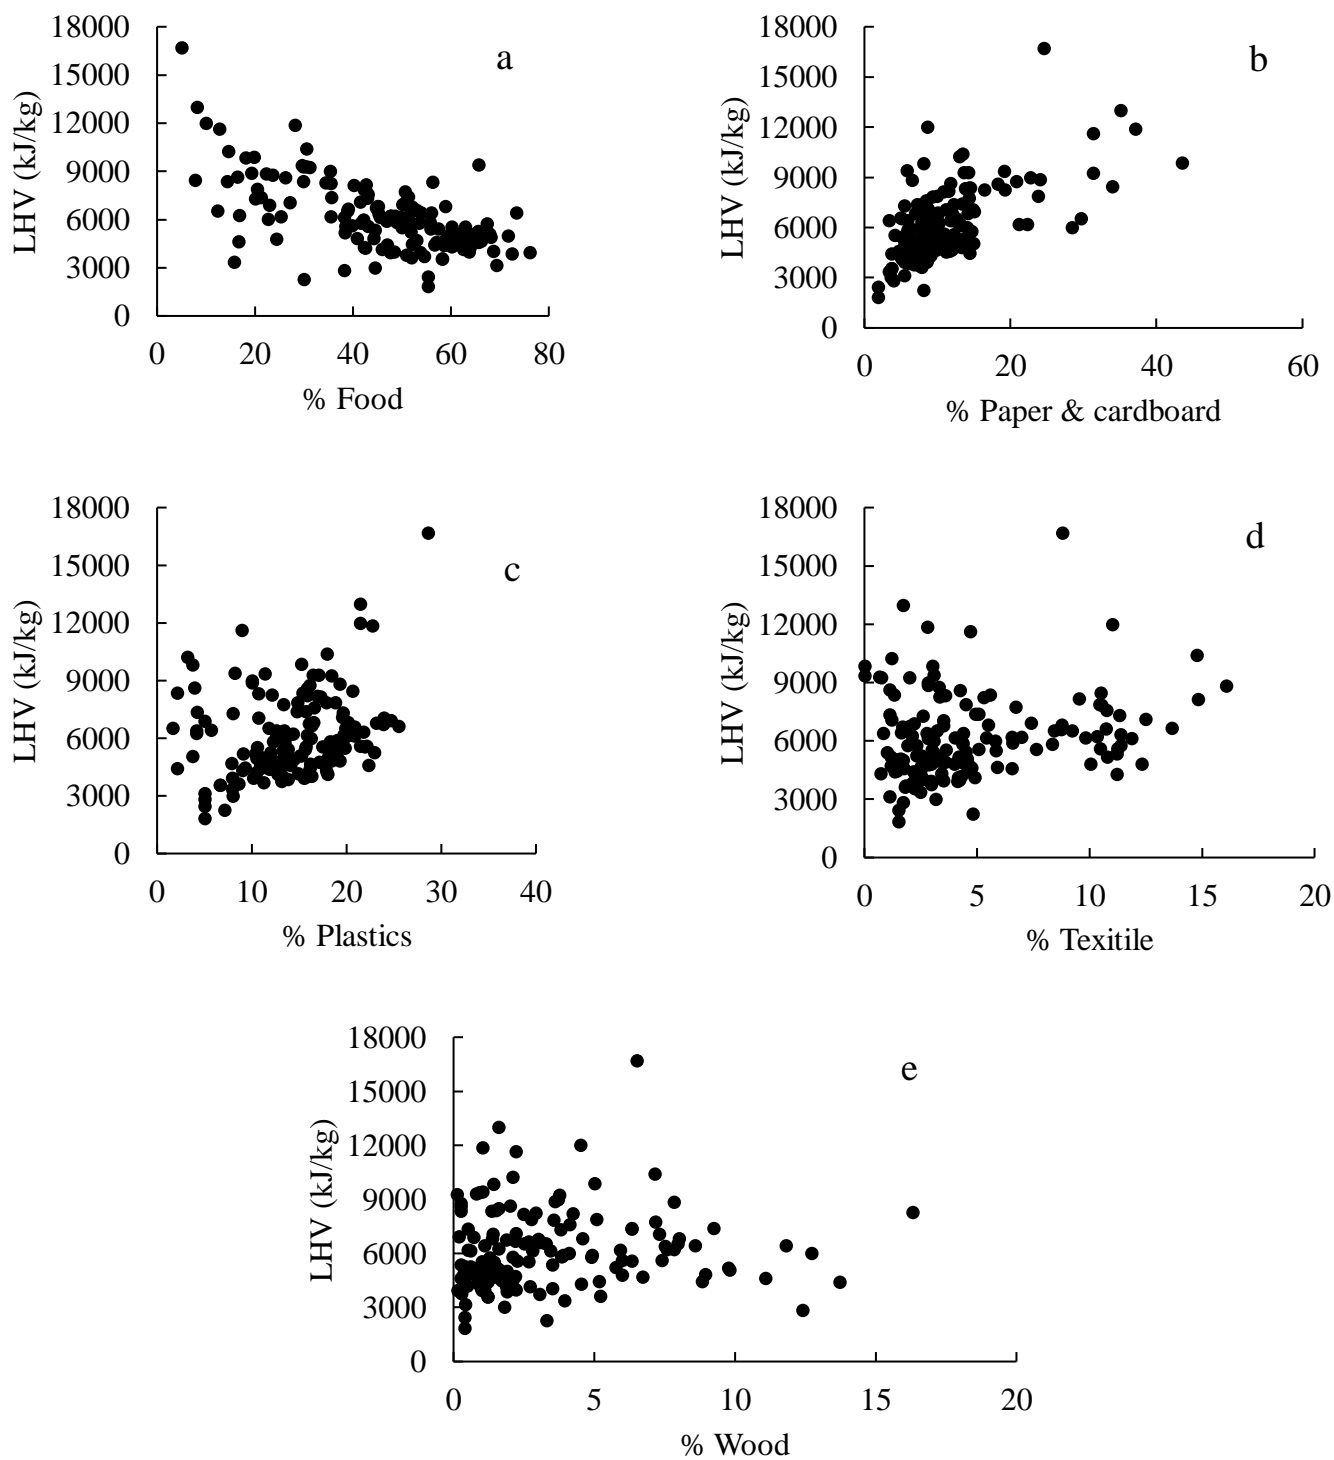 18000
15000
12000
9000
6000
3000
0
LHV (kJ/kg)
a
0 20 40 60 80
% Food
18000
15000
12000
9000
6000
3000
0
LHV (kJ/kg)
b
0 20 40 60
% Paper & cardboard
18000
15000
12000
9000
6000
3000
0
LHV (kJ/kg)
c
0 10 20 30 40
% Plastics
18000
15000
12000
9000
6000
3000
0
LHV (kJ/kg)
d
0 5 10 15 20
% Texitile
18000
15000
12000
9000
6000
3000
0
LHV (kJ/kg)
e
0 5 10 15 20
% Wood